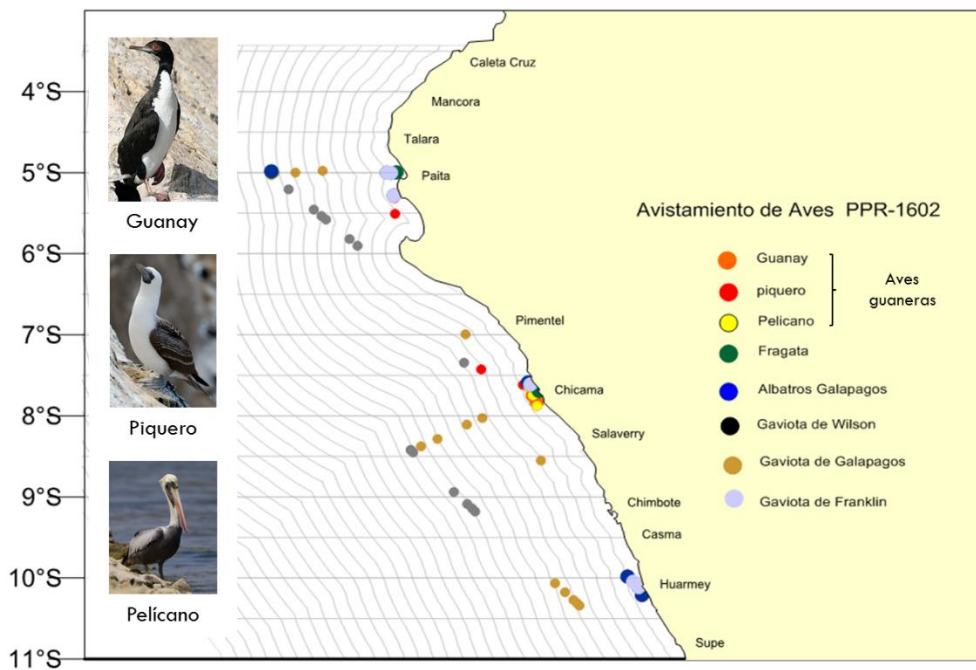 4°S
5°S
6°S
7°S
8°S
9°S
10°S
11°S
Guanay
Piquero
Pelícano
Caleta Cruz
Mancora
Talara
Paita
Pimentel
Chicama
Salaverry
Chimbote
Casma
Huarmey
Supe
Avistamiento de Aves PPR-1602
Guanay
piquero
Pelicano
Aves
guaneras
Fragata
Albatros Galapagos
Gaviota de Wilson
Gaviota de Galapagos
Gaviota de Franklin